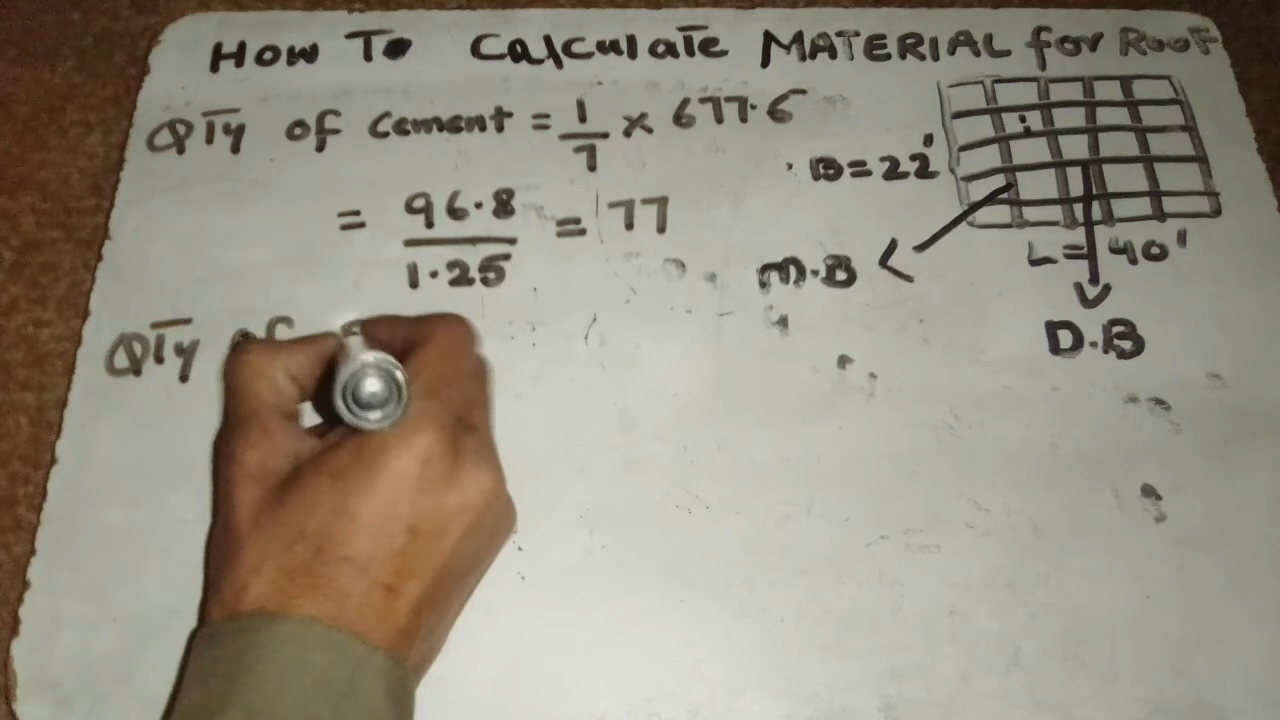 How To Calculate MATERIAL for RooF
QTy of cement = 1/7 x 677.6
= 96.8/1.25 = 77
B = 22'
L = 40'
M.B
D.B
QTy of